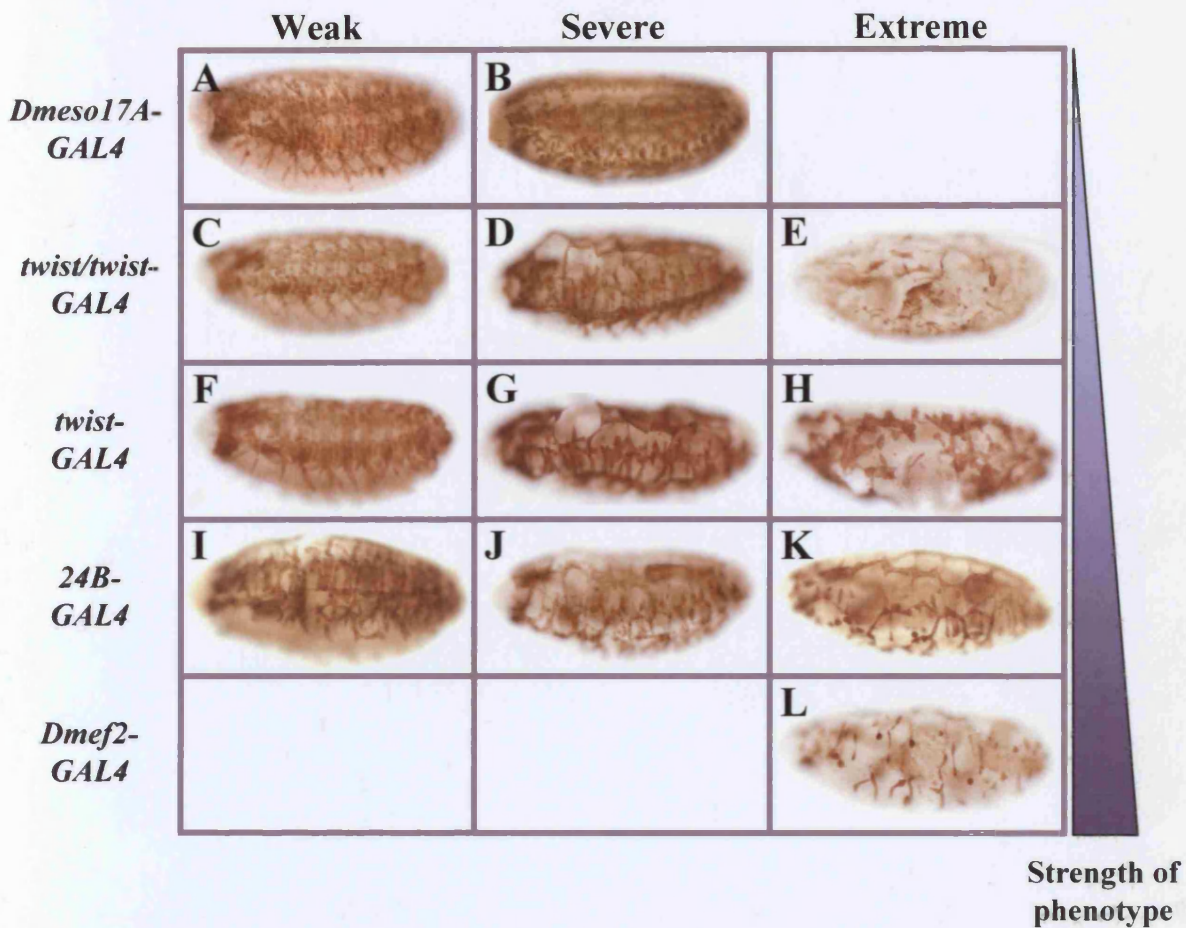 Weak Severe Extreme
Dmeso17A-
GAL4
A B
twist/twist-
GAL4
C D E
twist-
GAL4
F G H
24B-
GAL4
I J K
Dmef2-
GAL4
L
Strength of
phenotype